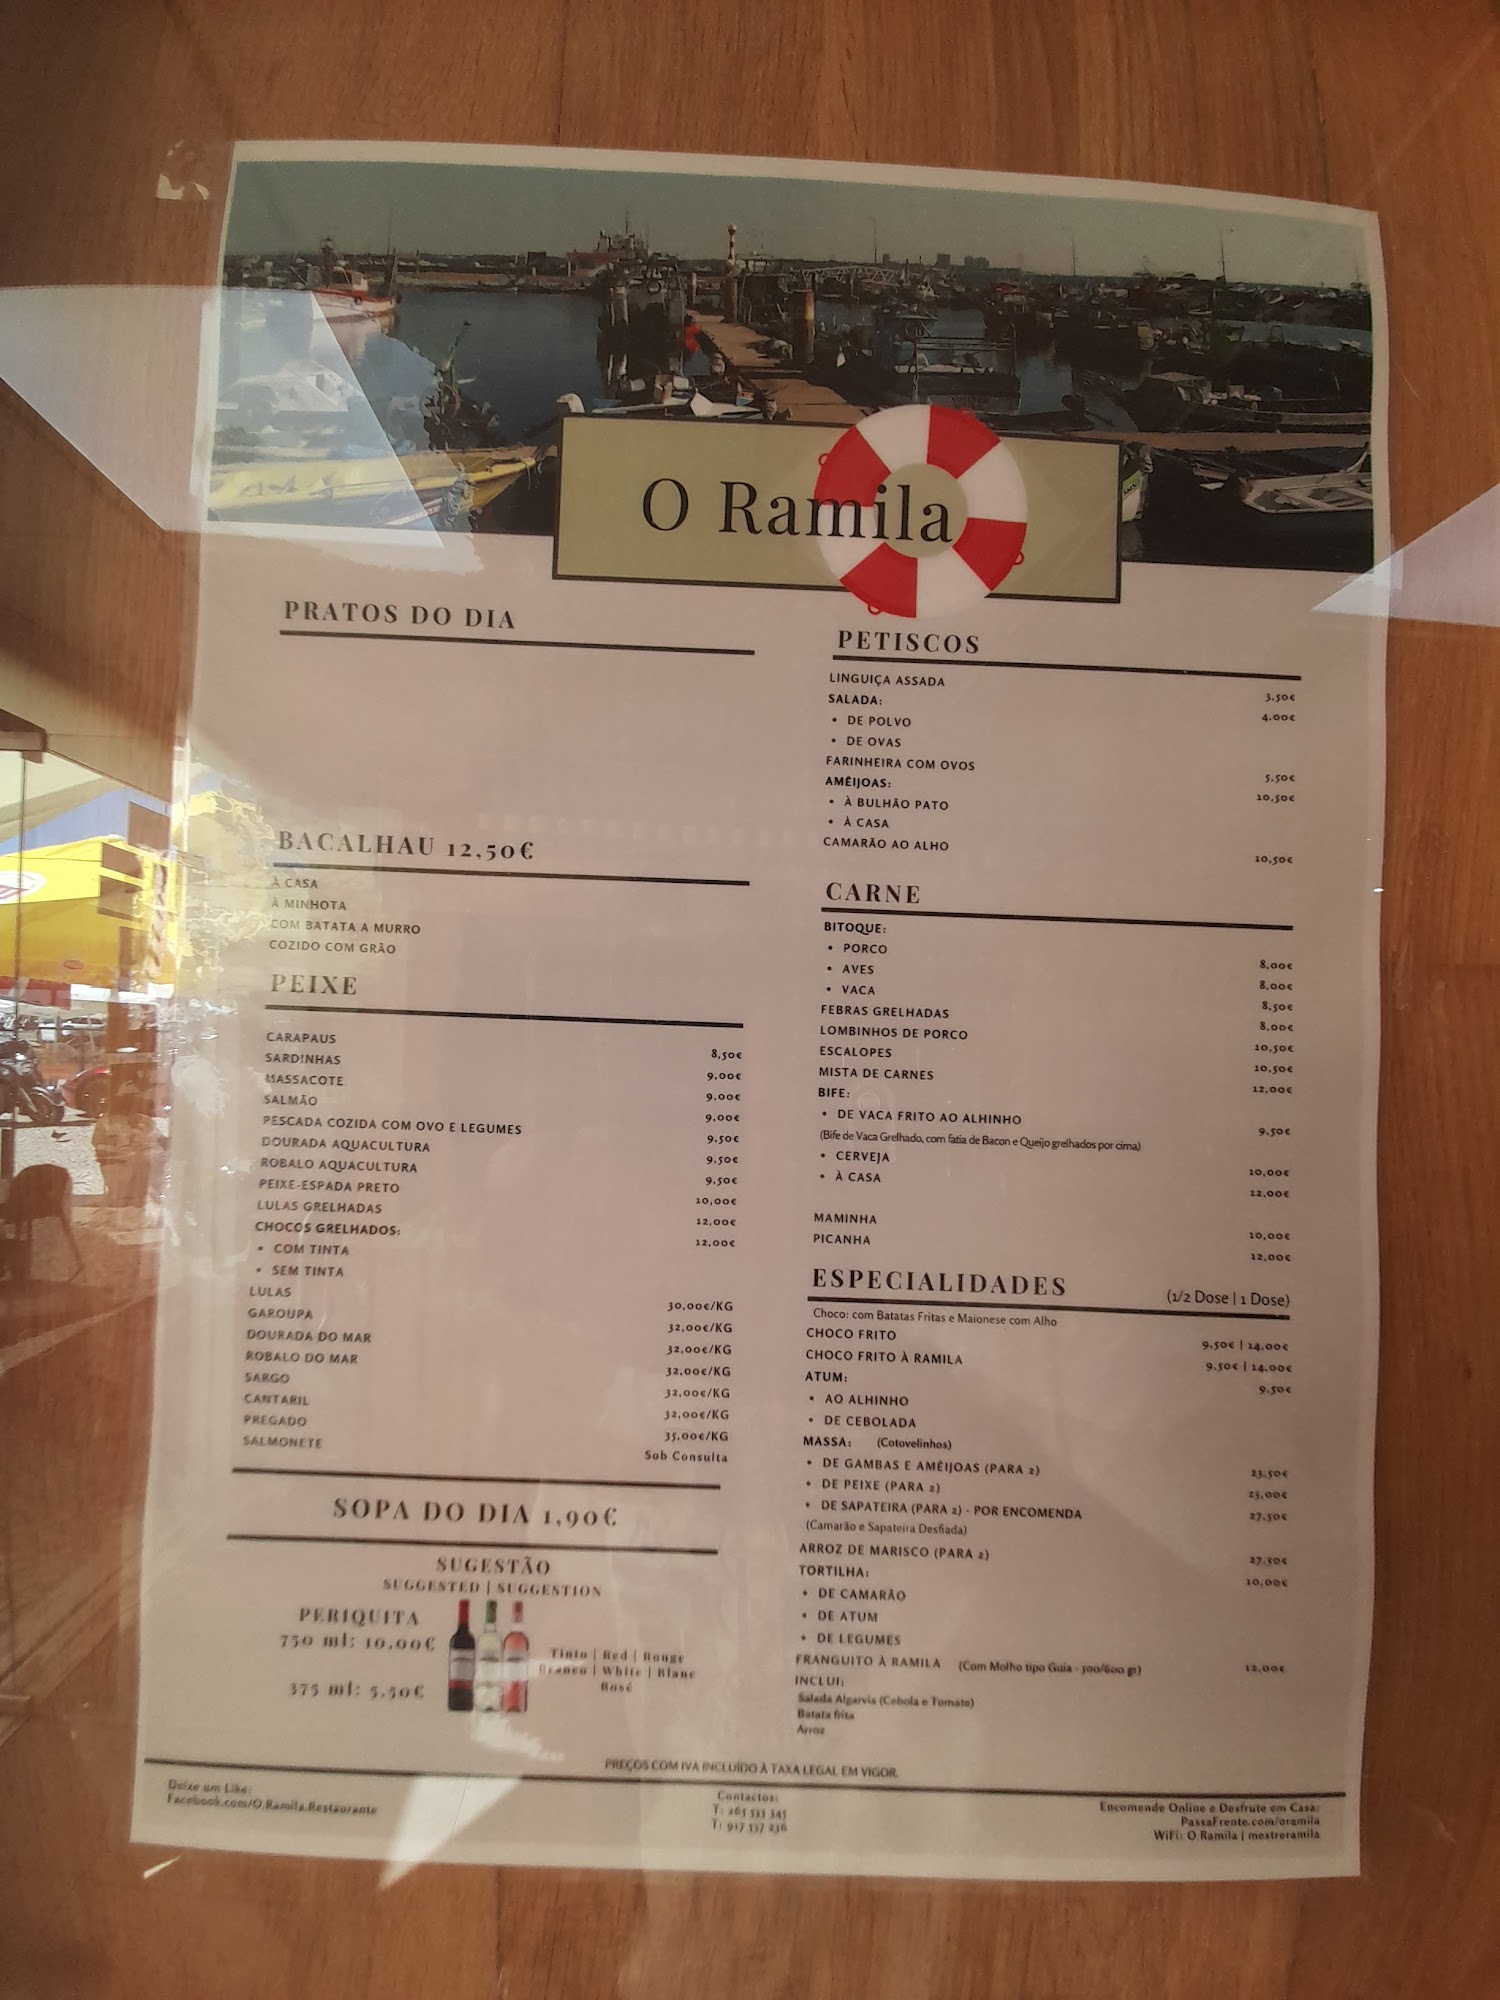 O Ramila
PRATOS DO DIA
BACALHAU 12,50€
À CASA
À MINHOTA
COM BATATA A MURRO
COZIDO COM GRÃO
PEIXE
CARAPAUS 8,50€
SARDINHAS 9,00€
MASSACOTE 9,00€
SALMÃO 9,00€
PESCADA COZIDA COM OVO E LEGUMES 9,50€
DOURADA AQUACULTURA 9,50€
ROBALO AQUACULTURA 9,50€
PEIXE-ESPADA PRETO 10,00€
LULAS GRELHADAS 12,00€
CHOCOS GRELHADOS: 12,00€
• COM TINTA
• SEM TINTA
LULAS 30,00€/KG
GAROUPA 32,00€/KG
DOURADA DO MAR 32,00€/KG
ROBALO DO MAR 32,00€/KG
SARGO 32,00€/KG
CANTARIL 32,00€/KG
PREGADO 35,00€/KG
SALMONETE Sob Consulta
SOPA DO DIA 1,90€
SUGESTÃO
SUGGESTED | SUGGESTION
PERIQUITA
750 ml: 10,00€
375 ml: 5,50€
Tinto | Red | Rouge
Branco | White | Blanc
Rosé
PETISCOS
LINGUIÇA ASSADA 3,50€
SALADA: 4,00€
• DE POLVO
• DE OVAS
FARINHEIRA COM OVOS 5,50€
AMÊIJOAS: 10,50€
• À BULHÃO PATO
• À CASA
CAMARÃO AO ALHO 10,50€
CARNE
BITOQUE:
• PORCO 8,00€
• AVES 8,00€
• VACA 8,50€
FEBRAS GRELHADAS 8,00€
LOMBINHOS DE PORCO 10,50€
ESCALOPES 10,50€
MISTA DE CARNES 12,00€
BIFE:
• DE VACA FRITO AO ALHINHO 9,50€
(Bife de Vaca Grelhado, com fatia de Bacon e Queijo grelhados por cima)
• CERVEJA 10,00€
• À CASA 12,00€
MAMINHA 10,00€
PICANHA 12,00€
ESPECIALIDADES (1/2 Dose | 1 Dose)
Choco: com Batatas Fritas e Maionese com Alho
CHOCO FRITO 9,50€ | 14,00€
CHOCO FRITO À RAMILA 9,50€ | 14,00€
ATUM: 9,50€
• AO ALHINHO
• DE CEBOLADA
MASSA: (Cotovelinhos)
• DE GAMBAS E AMÊIJOAS (PARA 2) 23,50€
• DE PEIXE (PARA 2) 25,00€
• DE SAPATEIRA (PARA 2) - POR ENCOMENDA 27,50€
(Camarão e Sapateira Desfiada)
ARROZ DE MARISCO (PARA 2) 27,50€
TORTILHA: 10,00€
• DE CAMARÃO
• DE ATUM
• DE LEGUMES
FRANGUITO À RAMILA (Com Molho tipo Guia - 500/600 gr) 12,00€
INCLUI:
Salada Algarvia (Cebola e Tomate)
Batata frita
Arroz
PREÇOS COM IVA INCLUÍDO À TAXA LEGAL EM VIGOR.
Deixe um Like:
Facebook.com/O.Ramila.Restaurante
Contactos:
T: 265 533 345
T: 917 537 236
Encomende Online e Desfrute em Casa:
PassaFrente.com/oramila
WiFi: O Ramila | mestreramila